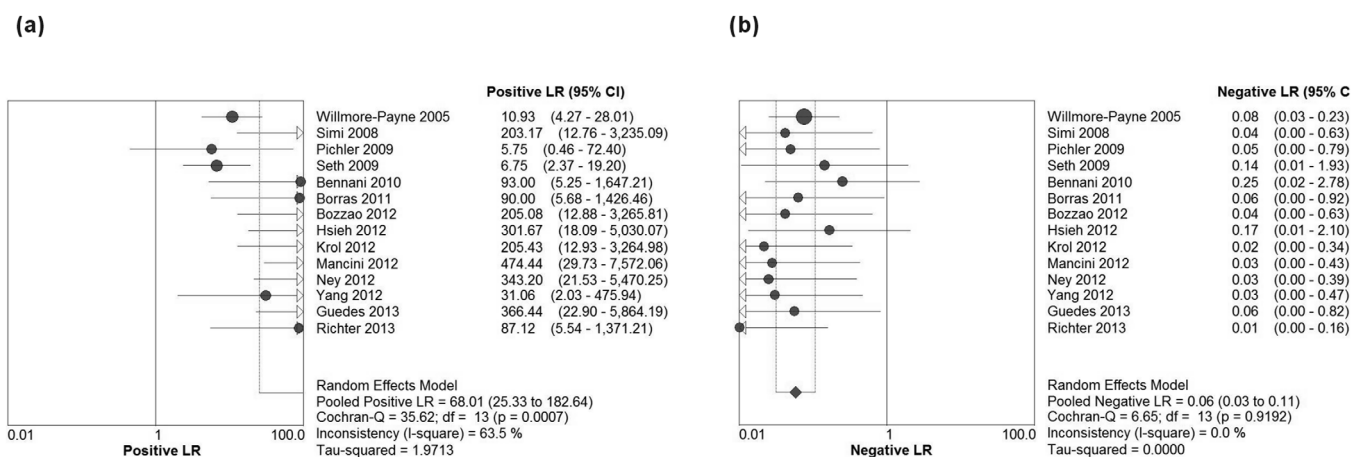 (a)
Positive LR (95% CI)
Willmore-Payne 2005 10.93 (4.27 - 28.01)
Simi 2008 203.17 (12.76 - 3,235.09)
Pichler 2009 5.75 (0.46 - 72.40)
Seth 2009 6.75 (2.37 - 19.20)
Bennani 2010 93.00 (5.25 - 1,647.21)
Borras 2011 90.00 (5.68 - 1,426.46)
Bozzao 2012 205.08 (12.88 - 3,265.81)
Hsieh 2012 301.67 (18.09 - 5,030.07)
Krol 2012 205.43 (12.93 - 3,264.98)
Mancini 2012 474.44 (29.73 - 7,572.06)
Ney 2012 343.20 (21.53 - 5,470.25)
Yang 2012 31.06 (2.03 - 475.94)
Guedes 2013 366.44 (22.90 - 5,864.19)
Richter 2013 87.12 (5.54 - 1,371.21)
Random Effects Model
Pooled Positive LR = 68.01 (25.33 to 182.64)
Cochran-Q = 35.62; df = 13 (p = 0.0007)
Inconsistency (I-square) = 63.5 %
Tau-squared = 1.9713
0.01 1 100.0
Positive LR
(b)
Negative LR (95% C
Willmore-Payne 2005 0.08 (0.03 - 0.23)
Simi 2008 0.04 (0.00 - 0.63)
Pichler 2009 0.05 (0.00 - 0.79)
Seth 2009 0.14 (0.01 - 1.93)
Bennani 2010 0.25 (0.02 - 2.78)
Borras 2011 0.06 (0.00 - 0.92)
Bozzao 2012 0.04 (0.00 - 0.63)
Hsieh 2012 0.17 (0.01 - 2.10)
Krol 2012 0.02 (0.00 - 0.34)
Mancini 2012 0.03 (0.00 - 0.43)
Ney 2012 0.03 (0.00 - 0.39)
Yang 2012 0.03 (0.00 - 0.47)
Guedes 2013 0.06 (0.00 - 0.82)
Richter 2013 0.01 (0.00 - 0.16)
Random Effects Model
Pooled Negative LR = 0.06 (0.03 to 0.11)
Cochran-Q = 6.65; df = 13 (p = 0.9192)
Inconsistency (I-square) = 0.0 %
Tau-squared = 0.0000
0.01 1 100.0
Negative LR